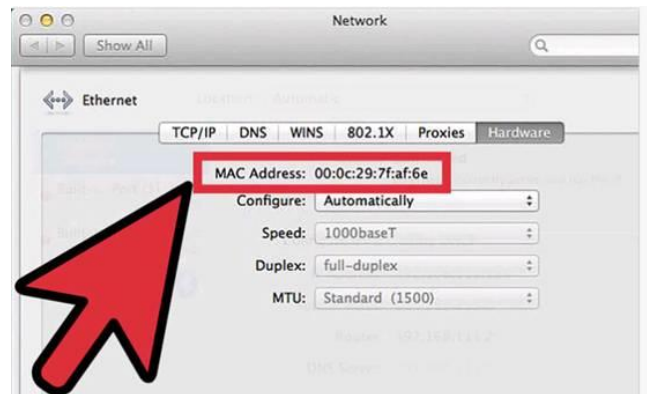 Network
Show All
Ethernet
TCP/IP DNS WINS 802.1X Proxies Hardware
MAC Address: 00:0c:29:7f:af:6e
Configure: Automatically
Speed: 1000baseT
Duplex: full-duplex
MTU: Standard (1500)